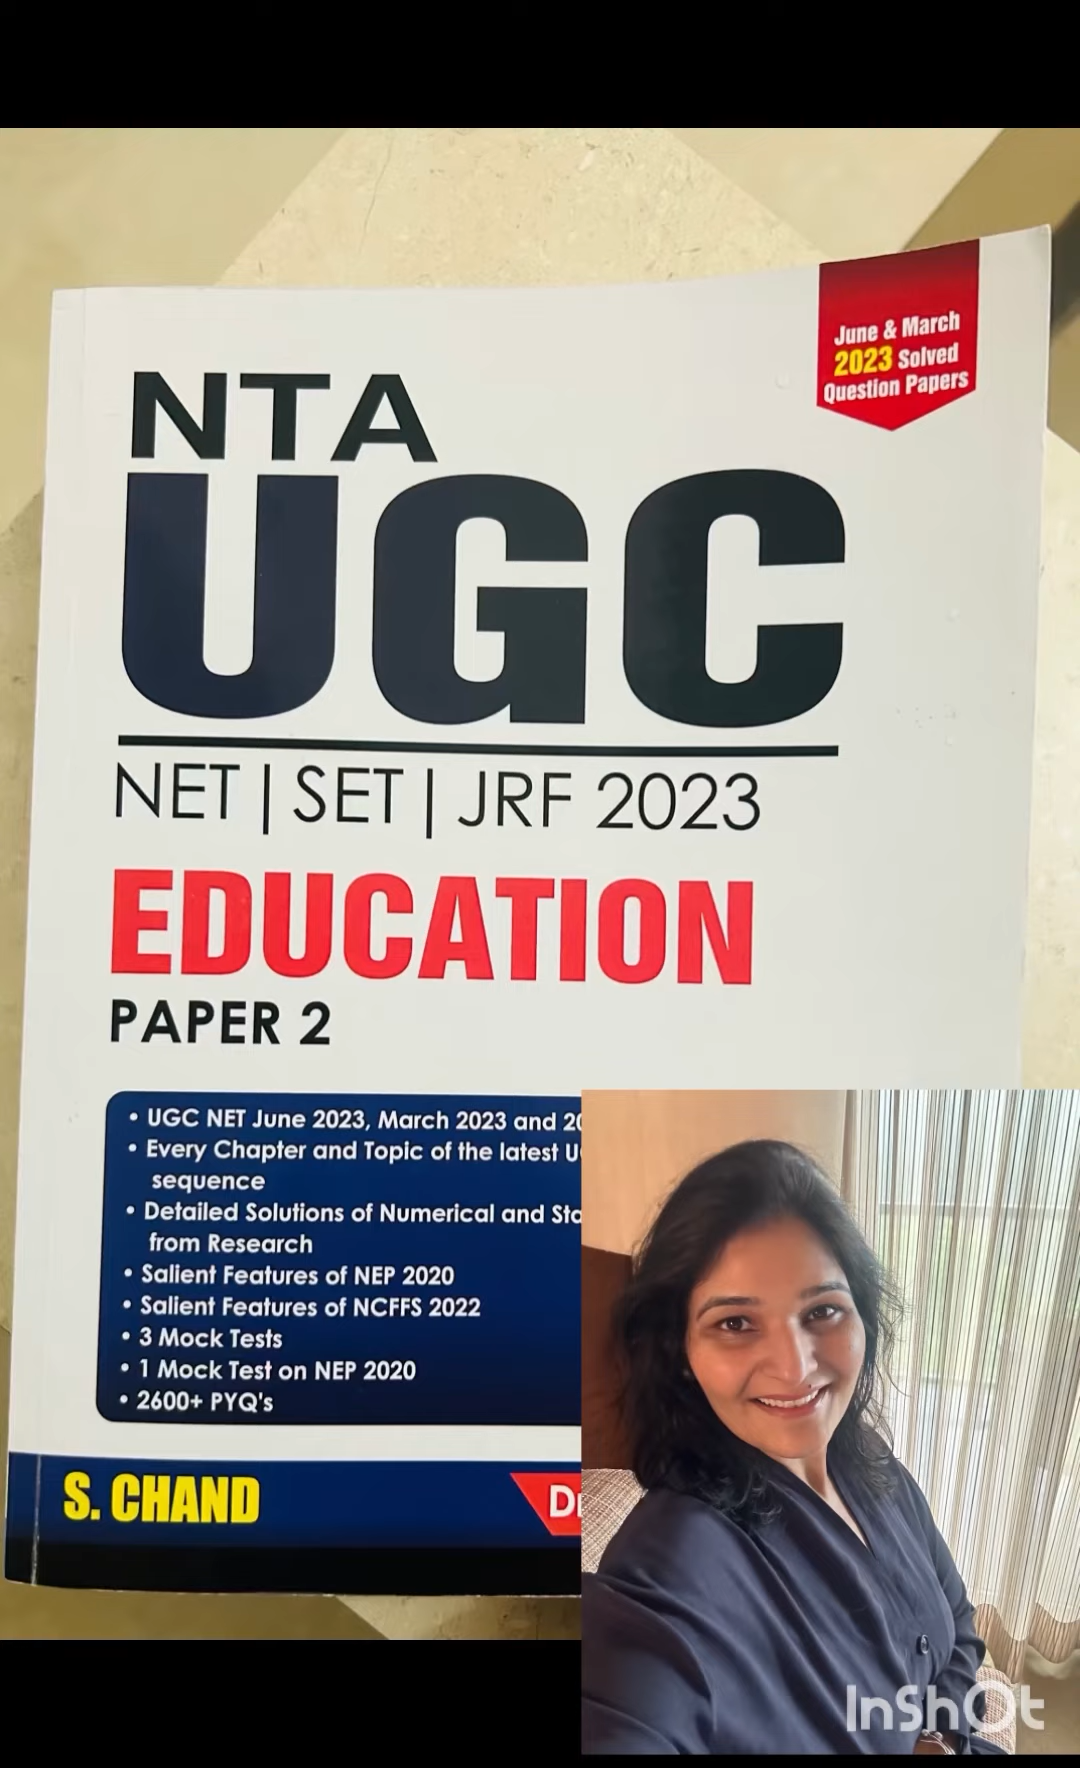 June & March
2023 Solved
Question Papers
NTA
UGC
NET | SET | JRF 2023
EDUCATION
PAPER 2
• UGC NET June 2023, March 2023 and
• Every Chapter and Topic of the latest
sequence
• Detailed Solutions of Numerical and
from Research
• Salient Features of NEP 2020
• Salient Features of NCFFS 2022
• 3 Mock Tests
• 1 Mock Test on NEP 2020
• 2600+ PYQ's
S. CHAND
InShOt